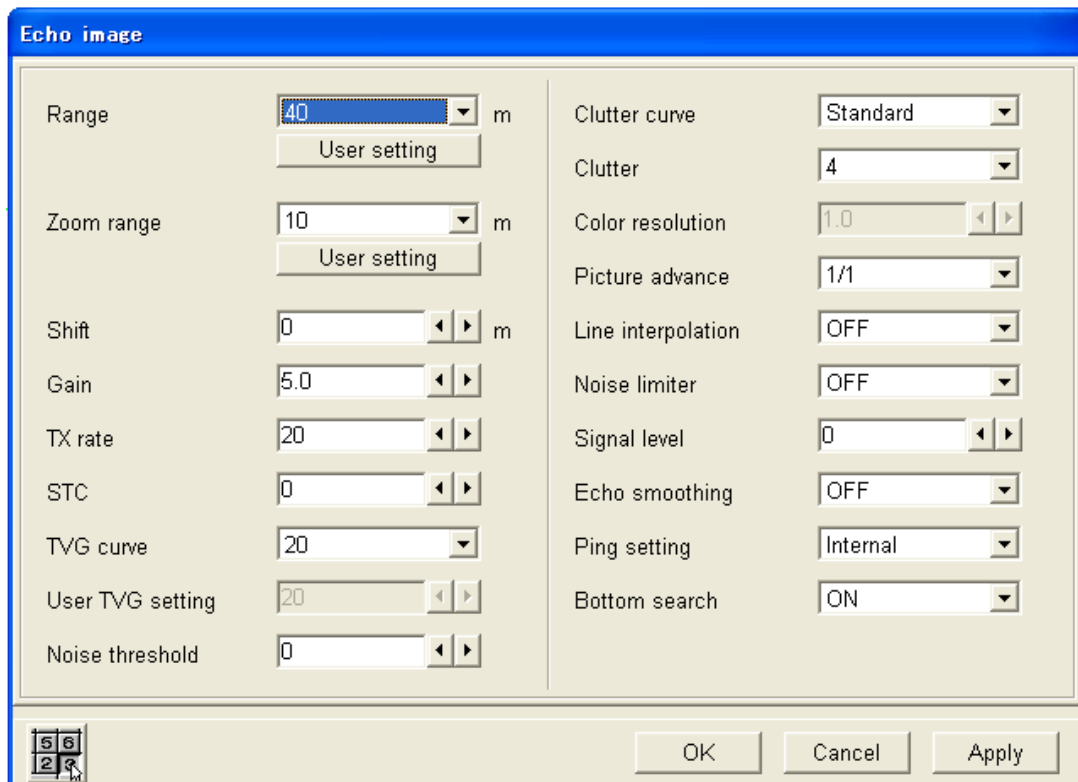 Echo image
Range 40 m
User setting
Zoom range 10 m
User setting
Shift 0 m
Gain 5.0
TX rate 20
STC 0
TVG curve 20
User TVG setting 20
Noise threshold 0
Clutter curve Standard
Clutter 4
Color resolution 1.0
Picture advance 1/1
Line interpolation OFF
Noise limiter OFF
Signal level 0
Echo smoothing OFF
Ping setting Internal
Bottom search ON
5 6
2
OK Cancel Apply